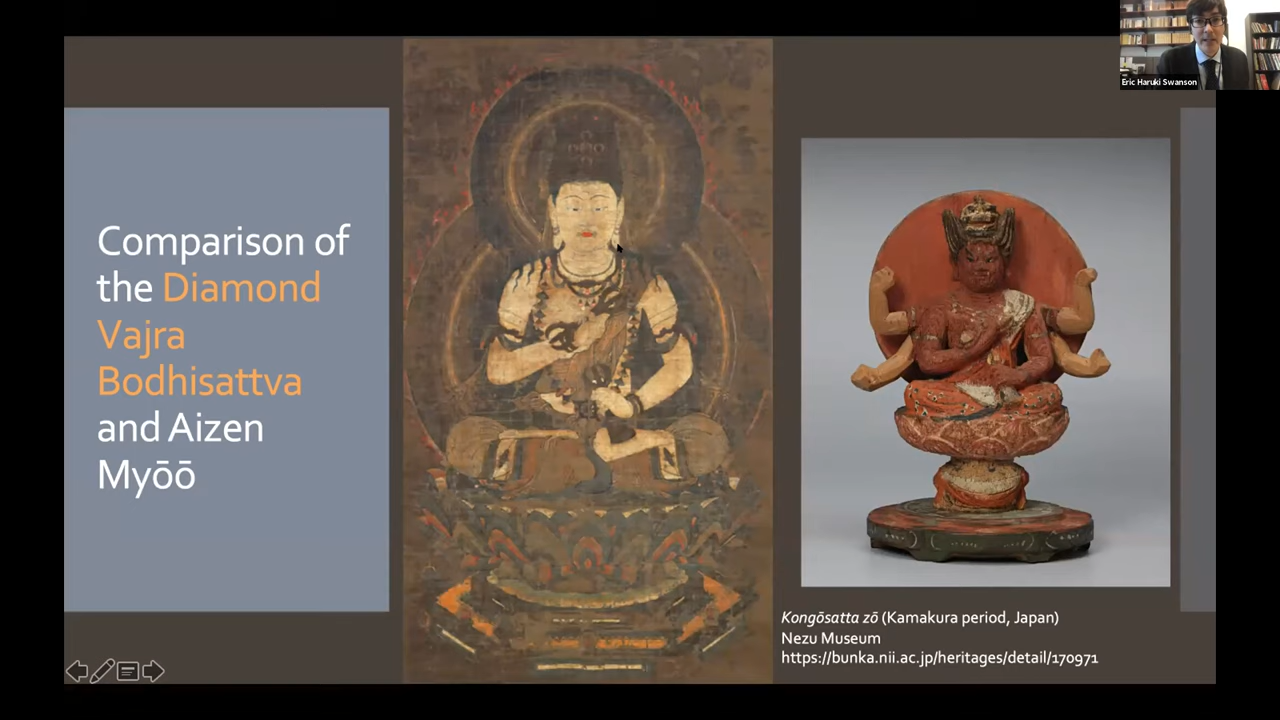 Eric Haruki Swanson
Comparison of
the Diamond
Vajra
Bodhisattva
and Aizen
Myōō
Kongōsatta zō (Kamakura period, Japan)
Nezu Museum
https://bunka.nii.ac.jp/heritages/detail/170971